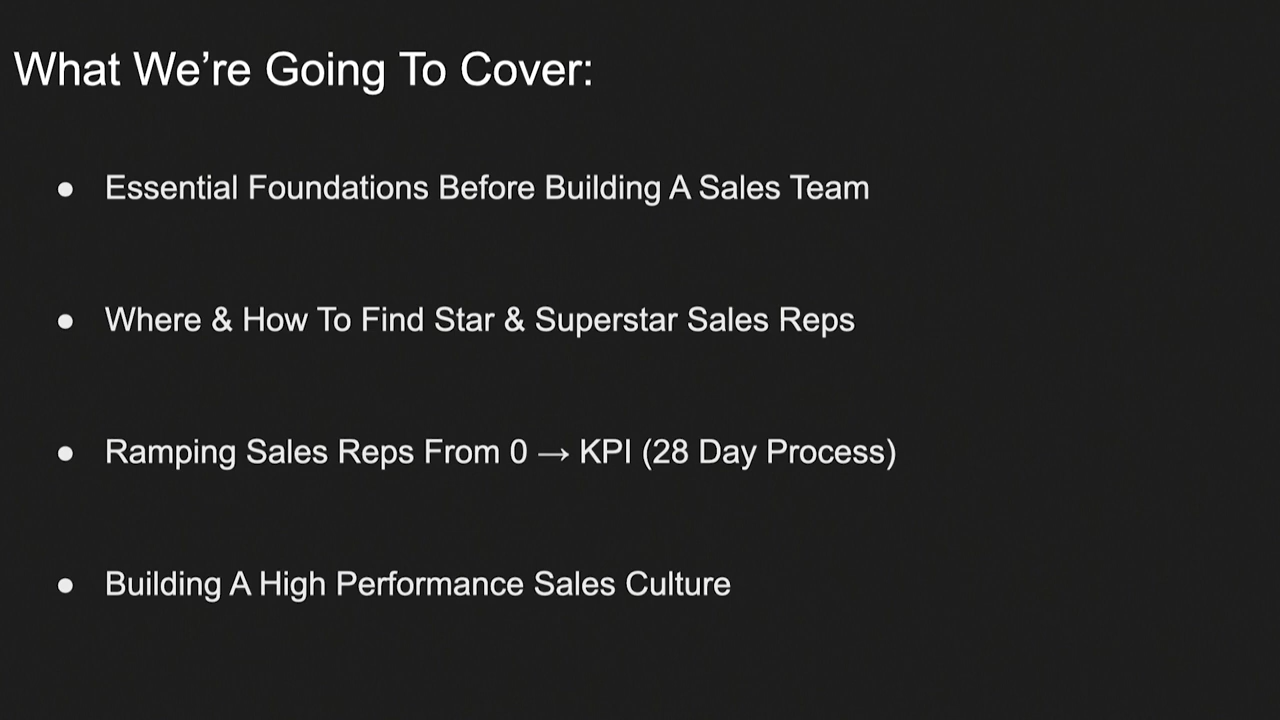 What We’re Going To Cover:
● Essential Foundations Before Building A Sales Team
● Where & How To Find Star & Superstar Sales Reps
● Ramping Sales Reps From 0 → KPI (28 Day Process)
● Building A High Performance Sales Culture